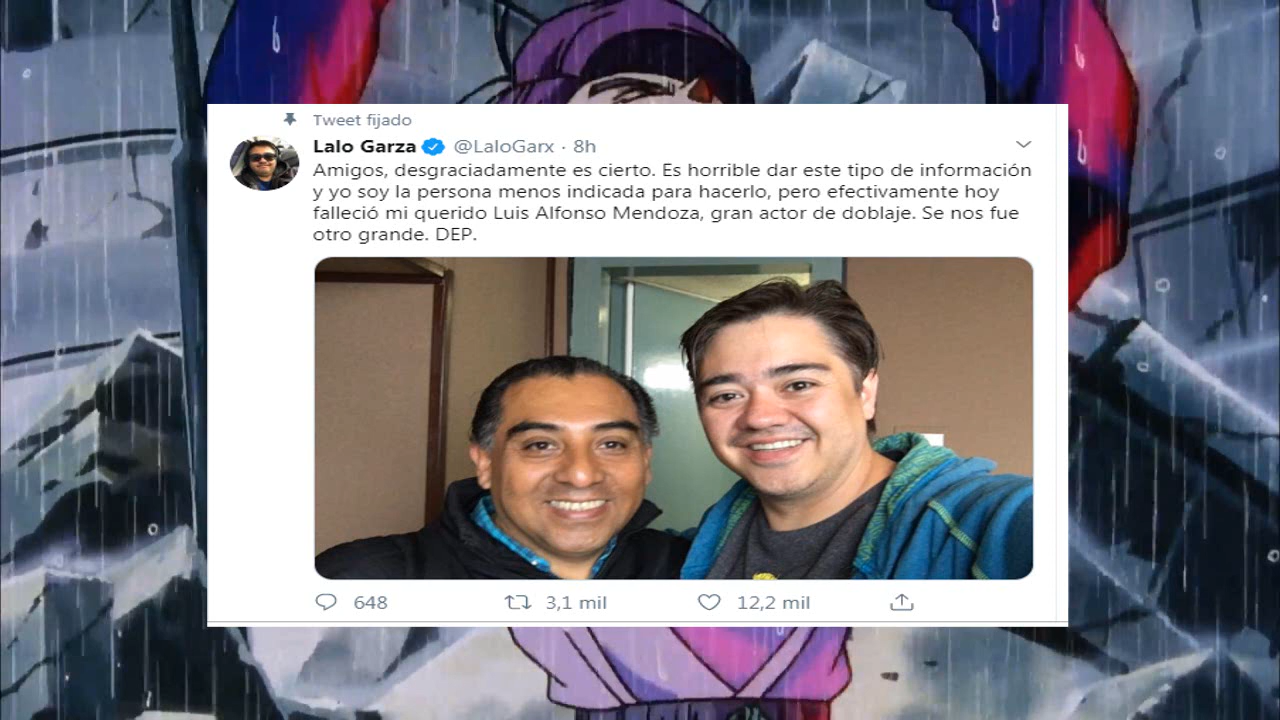 Tweet fijado
Lalo Garza @LaloGarx · 8h
Amigos, desgraciadamente es cierto. Es horrible dar este tipo de información
y yo soy la persona menos indicada para hacerlo, pero efectivamente hoy
falleció mi querido Luis Alfonso Mendoza, gran actor de doblaje. Se nos fue
otro grande. DEP.
648 3,1 mil 12,2 mil